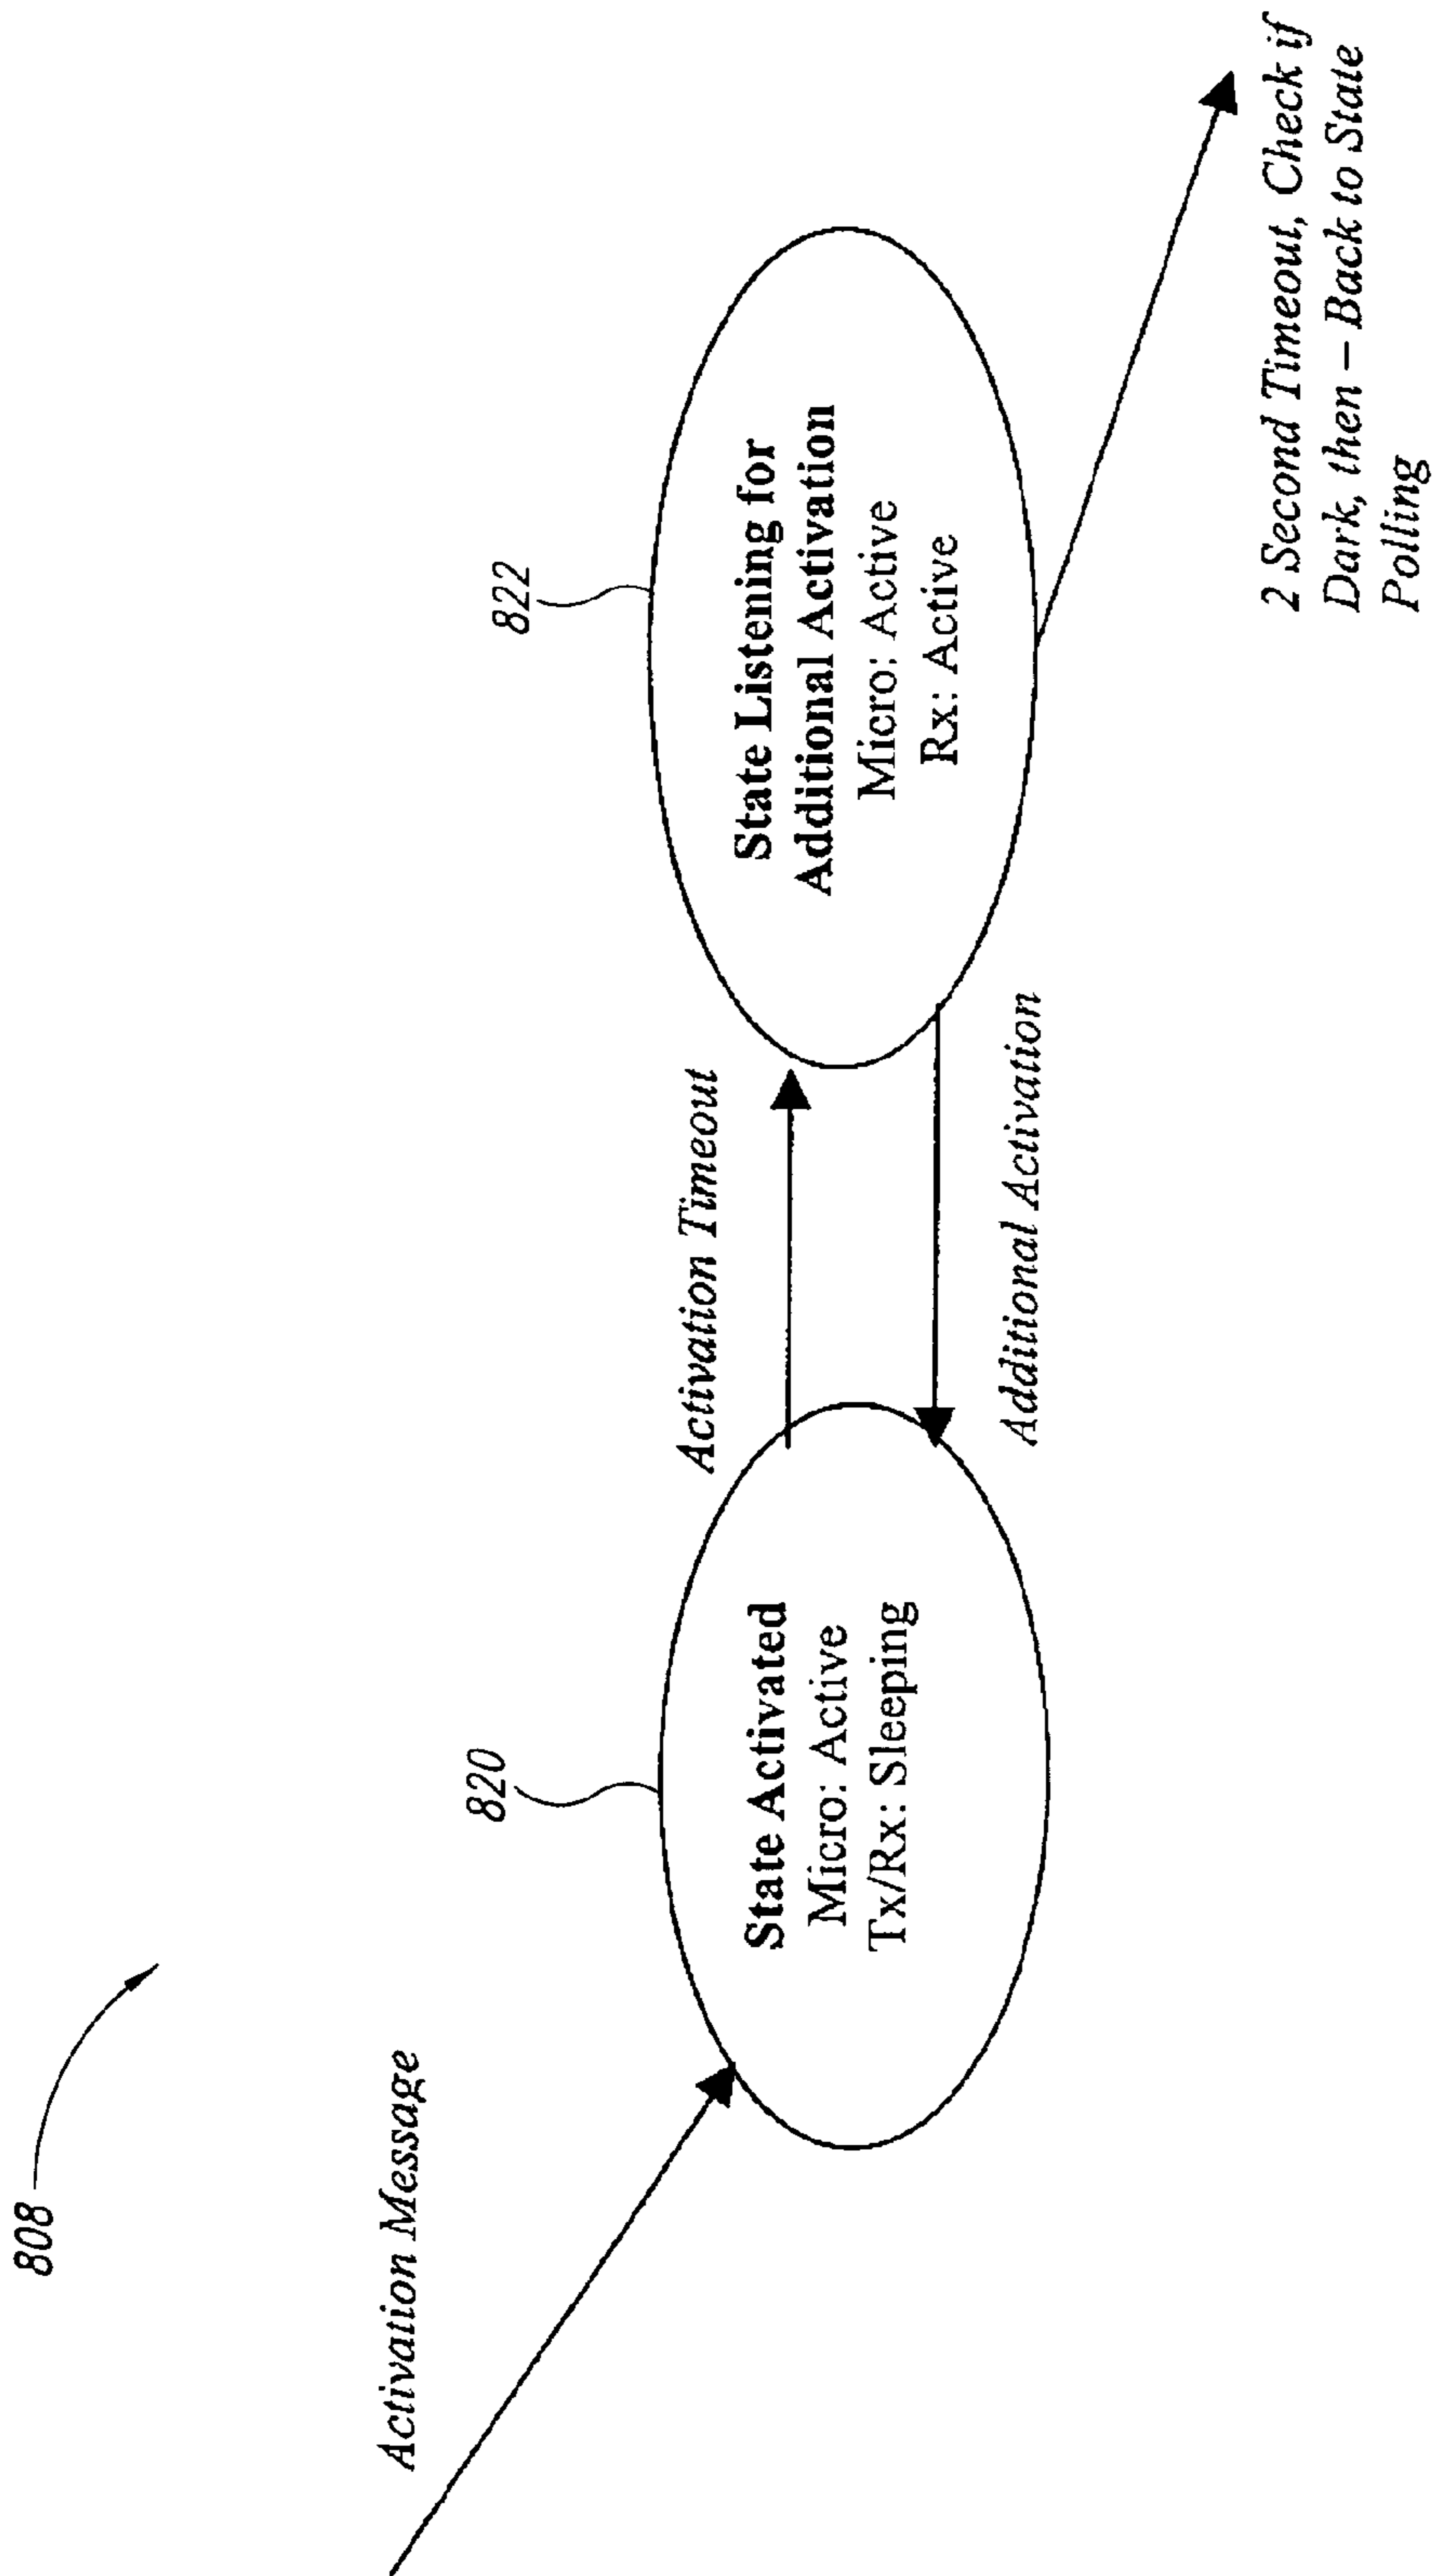 808
Activation Message
820
State Activated
Micro: Active
Tx/Rx: Sleeping
Activation Timeout
Additional Activation
822
State Listening for
Additional Activation
Micro: Active
Rx: Active
2 Second Timeout, Check if
Dark, then – Back to State
Polling